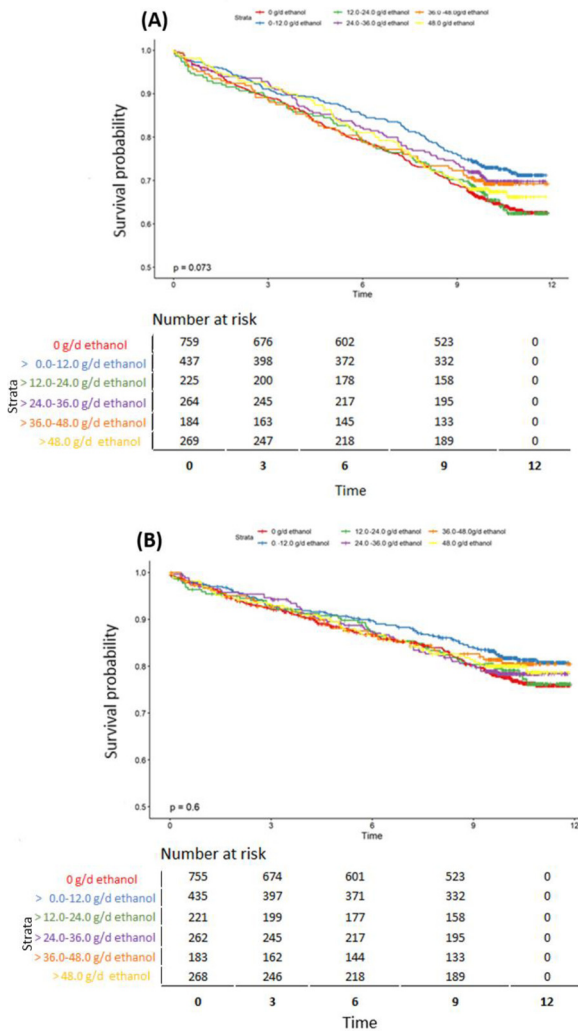 (A)
Strata
0 g/d ethanol
12.0-24.0 g/d ethanol
36.0-48.0g/d ethanol
0-12.0g/d ethanol
24.0-36.0g/d ethanol
48.0 g/d ethanol
Survival probability
1.0
0.9
0.8
0.7
0.6
0.5
p = 0.073
0 3 6 9 12
Time
Number at risk
Strata
0 g/d ethanol 759 676 602 523 0
> 0.0-12.0 g/d ethanol 437 398 372 332 0
>12.0-24.0 g/d ethanol 225 200 178 158 0
>24.0-36.0 g/d ethanol 264 245 217 195 0
>36.0-48.0 g/d ethanol 184 163 145 133 0
>48.0 g/d ethanol 269 247 218 189 0
0 3 6 9 12
Time
(B)
Strata
0 g/d ethanol
12.0-24.0 g/d ethanol
36.0-48.0 g/d ethanol
0.-12.0g/d ethanol
24.0.-36.0 g/d ethanol
48.0 g/d ethanol
Survival probability
1.0
0.9
0.8
0.7
0.6
0.5
p = 0.6
0 3 6 9 12
Time
Number at risk
Strata
0 g/d ethanol 755 674 601 523 0
> 0.0-12.0 g/d ethanol 435 397 371 332 0
>12.0-24.0 g/d ethanol 221 199 177 158 0
>24.0-36.0 g/d ethanol 262 245 217 195 0
>36.0-48.0 g/d ethanol 183 162 144 133 0
>48.0 g/d ethanol 268 246 218 189 0
0 3 6 9 12
Time